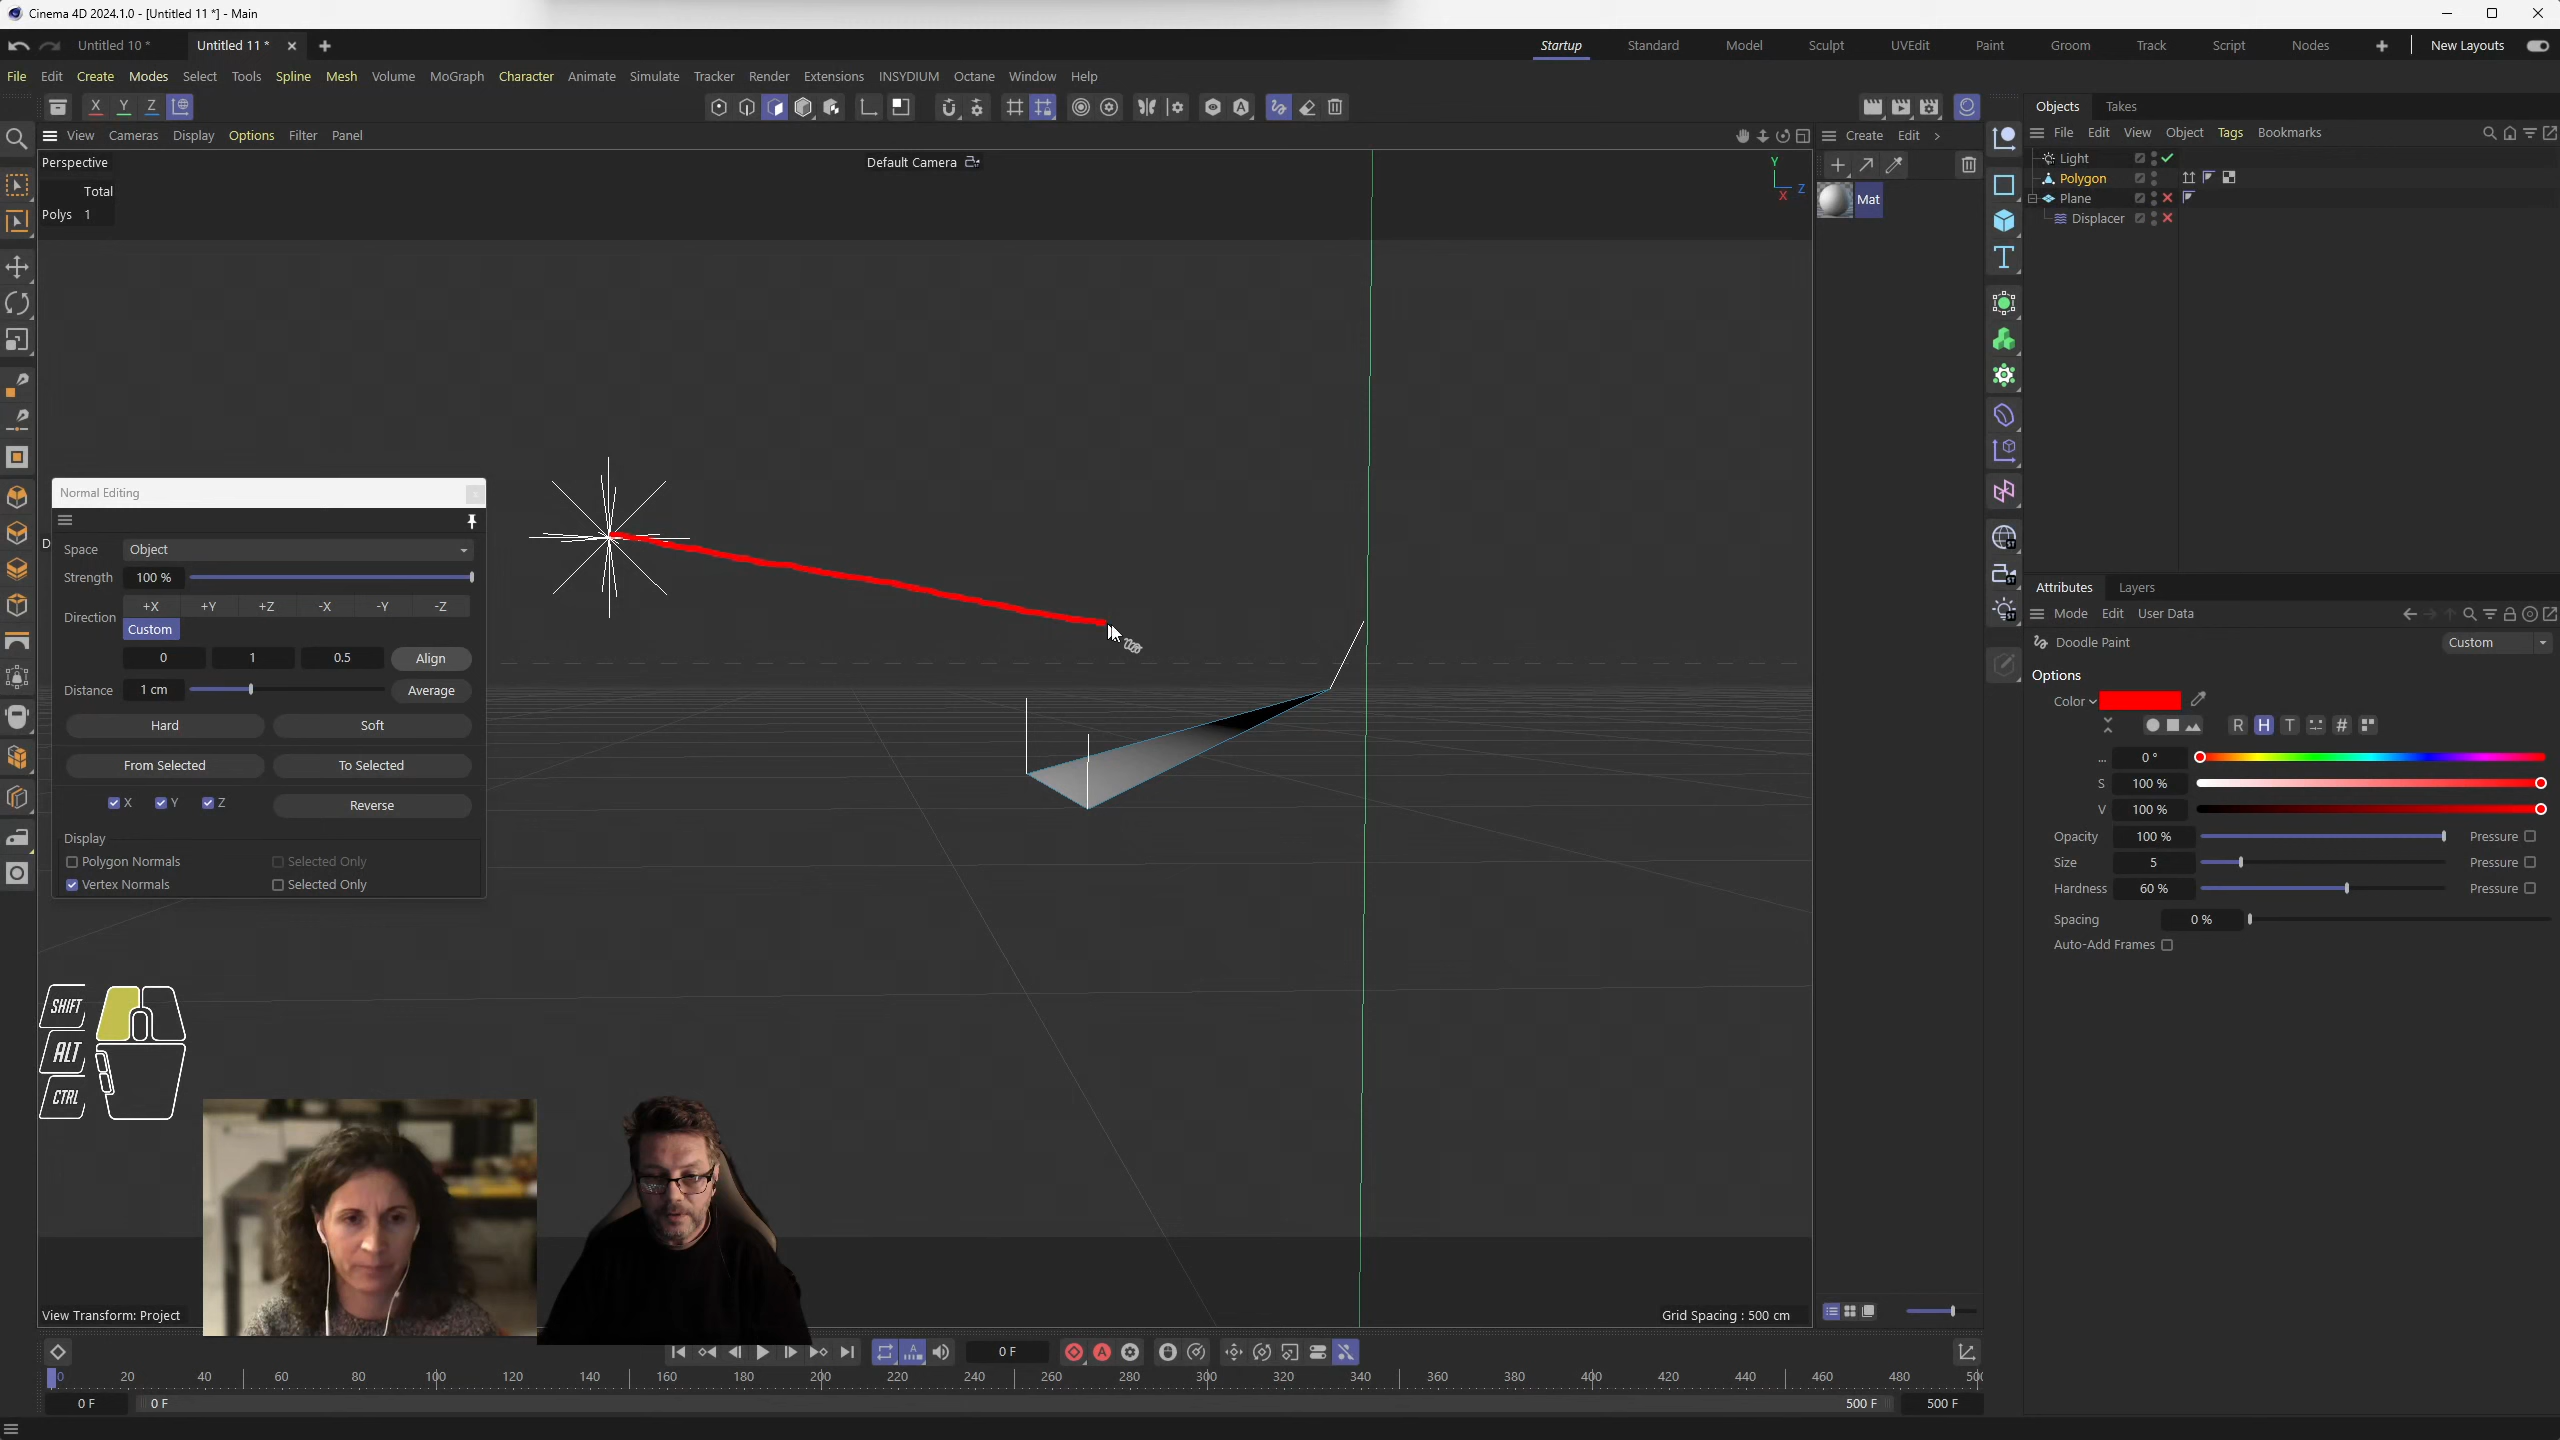 Cinema 4D 2024.1.0 - [Untitled 11 *] - Main
Untitled 10 *
Untitled 11 *
Startup
Standard
Model
Sculpt
UVEdit
Paint
Groom
Track
Script
Nodes
New Layouts
File Edit Create Modes Select Tools Spline Mesh Volume MoGraph Character Animate Simulate Tracker Render Extensions INSYDIUM Octane Window Help
X Y Z
View Cameras Display Options Filter Panel
Perspective
Default Camera
Total
Polys 1
Y
Z
X
Create Edit
Mat
Objects Takes
File Edit View Object Tags Bookmarks
Light
Polygon
Plane
Displacer
Normal Editing
Space Object
Strength 100 %
Direction +X +Y +Z -X -Y -Z
Custom
0 1 0.5 Align
Distance 1 cm Average
Hard Soft
From Selected To Selected
X Y Z Reverse
Display
Polygon Normals Selected Only
Vertex Normals Selected Only
SHIFT
ALT
CTRL
View Transform: Project
Grid Spacing : 500 cm
Attributes Layers
Mode Edit User Data
Doodle Paint Custom
Options
Color
R H T #
... 0 °
S 100 %
V 100 %
Opacity 100 % Pressure
Size 5 Pressure
Hardness 60 % Pressure
Spacing 0 %
Auto-Add Frames
0 F
0 20 40 60 80 100 120 140 160 180 200 220 240 260 280 300 320 340 360 380 400 420 440 460 480
0 F 0 F 500 F 500 F